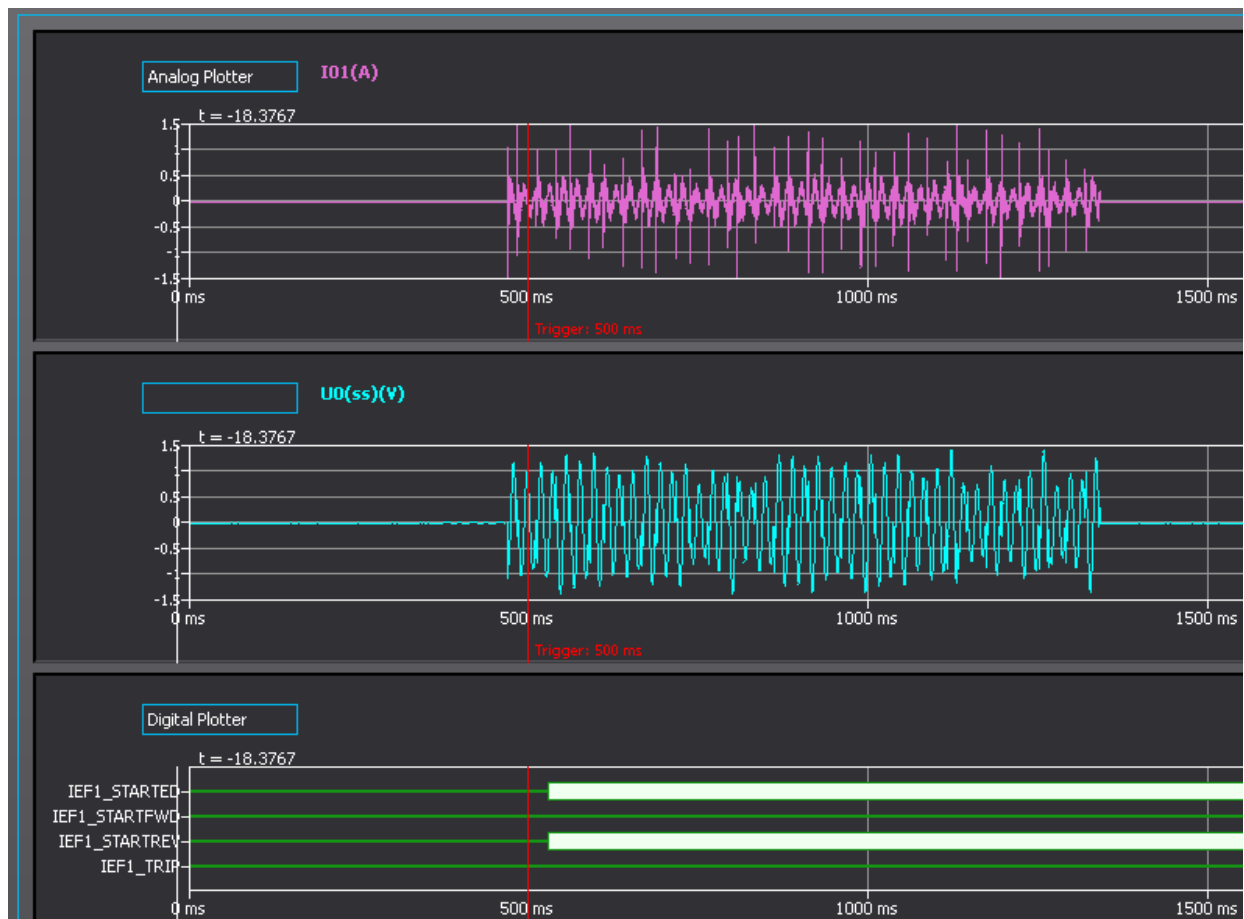 Analog Plotter I01(A)
t = -18.3767
1.5
1
0.5
0
-0.5
-1
-1.5
0 ms 500 ms 1000 ms 1500 ms
Trigger: 500 ms
U0(ss)(V)
t = -18.3767
1.5
1
0.5
0
-0.5
-1
-1.5
0 ms 500 ms 1000 ms 1500 ms
Trigger: 500 ms
Digital Plotter
t = -18.3767
IEF1_STARTED
IEF1_STARTFWD
IEF1_STARTREV
IEF1_TRIP
0 ms 500 ms 1000 ms 1500 ms